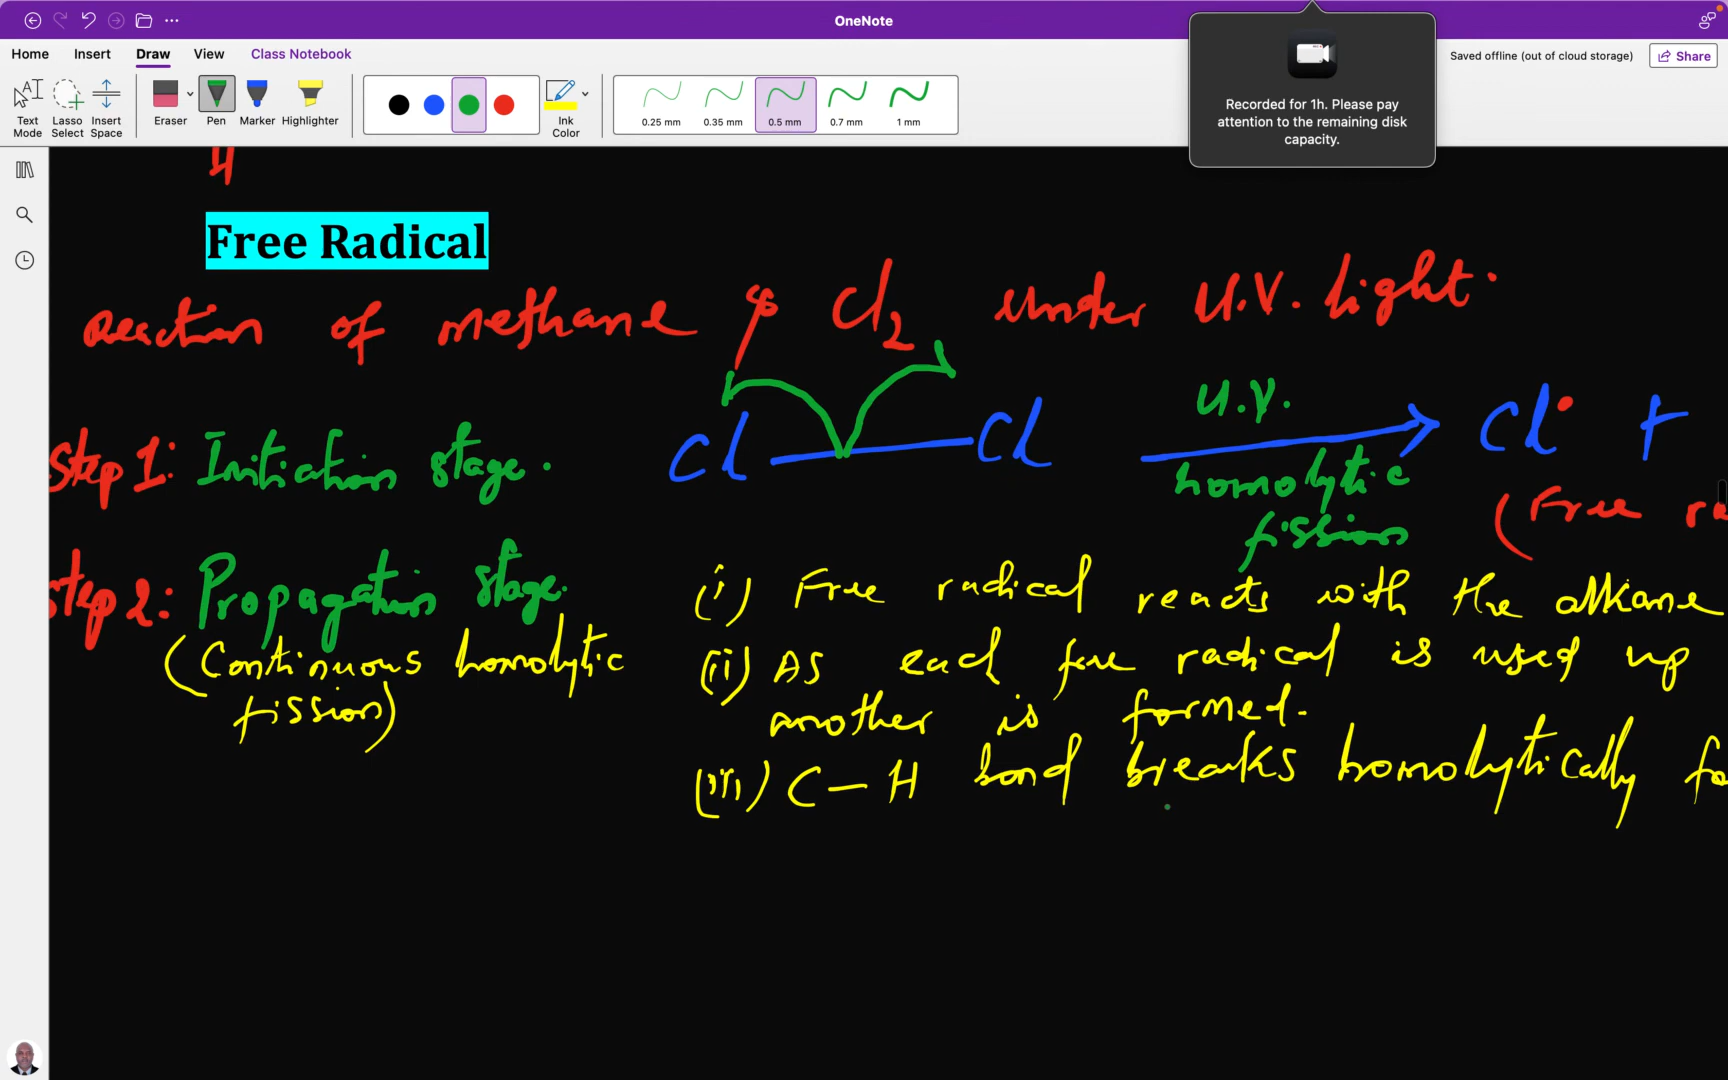 OneNote
Recorded for 1h. Please pay
attention to the remaining disk
capacity.
Home Insert Draw View Class Notebook
Saved offline (out of cloud storage)
Share
Text Mode
Lasso Select
Insert Space
Eraser
Pen
Marker
Highlighter
Ink Color
0.25 mm
0.35 mm
0.5 mm
0.7 mm
1 mm
Free Radical
Reaction of methane & Cl2 under U.V. light.
Step 1: Initiation stage. Cl — Cl U.V. homolytic fission Cl• +
(Free ra
Step 2: Propagation stage.
(Continuous homolytic
fission)
(i) Free radical reacts with the alkane
(ii) As each free radical is used up
another is formed.
(iii) C — H bond breaks homolytically fo